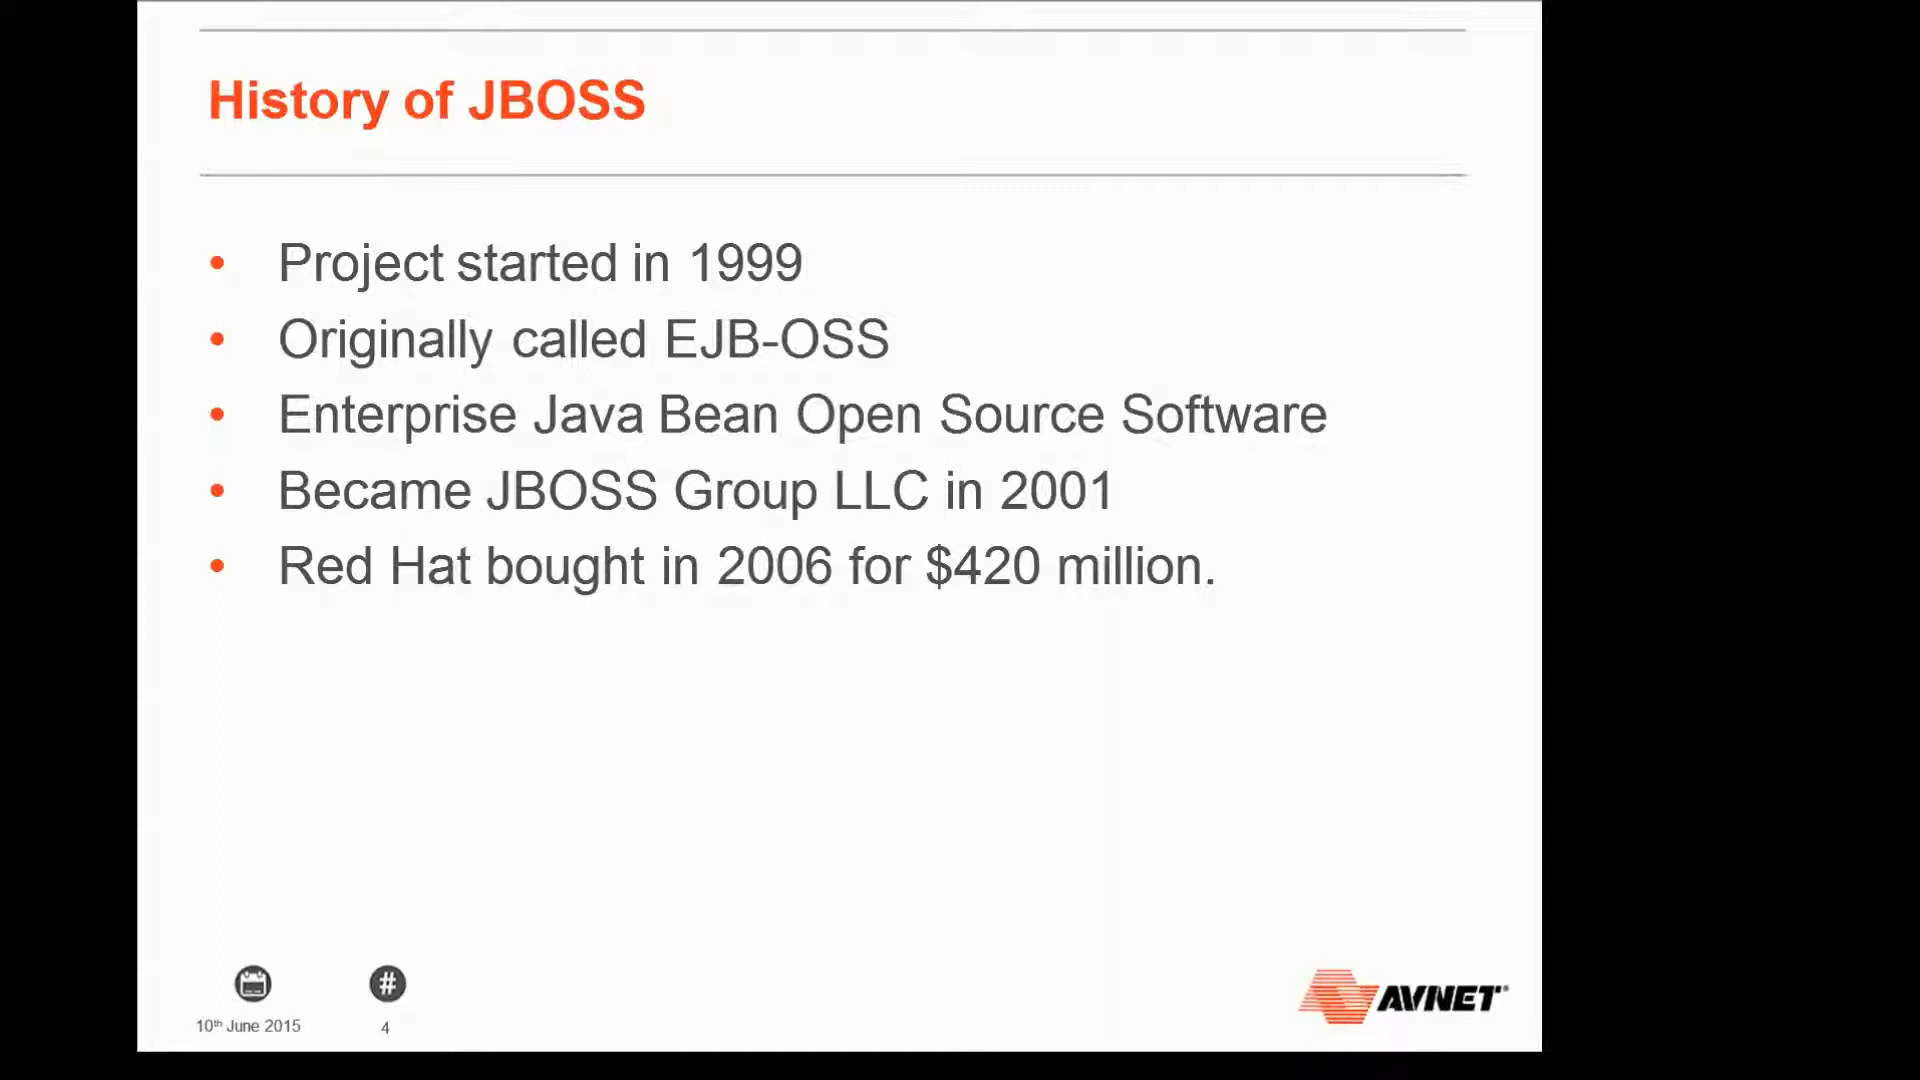 History of JBOSS
• Project started in 1999
• Originally called EJB-OSS
• Enterprise Java Bean Open Source Software
• Became JBOSS Group LLC in 2001
• Red Hat bought in 2006 for $420 million.
#
10th June 2015
4
AVNET